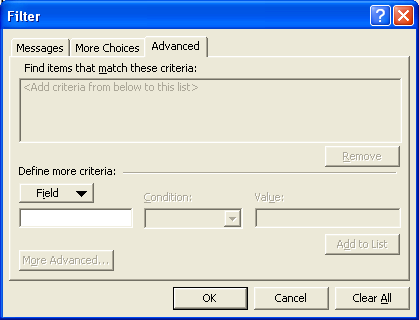 Filter
?
Messages
More Choices
Advanced
Find items that match these criteria:
<Add criteria from below to this list>
Remove
Define more criteria:
Field
Condition:
Value:
Add to List
More Advanced...
OK
Cancel
Clear All